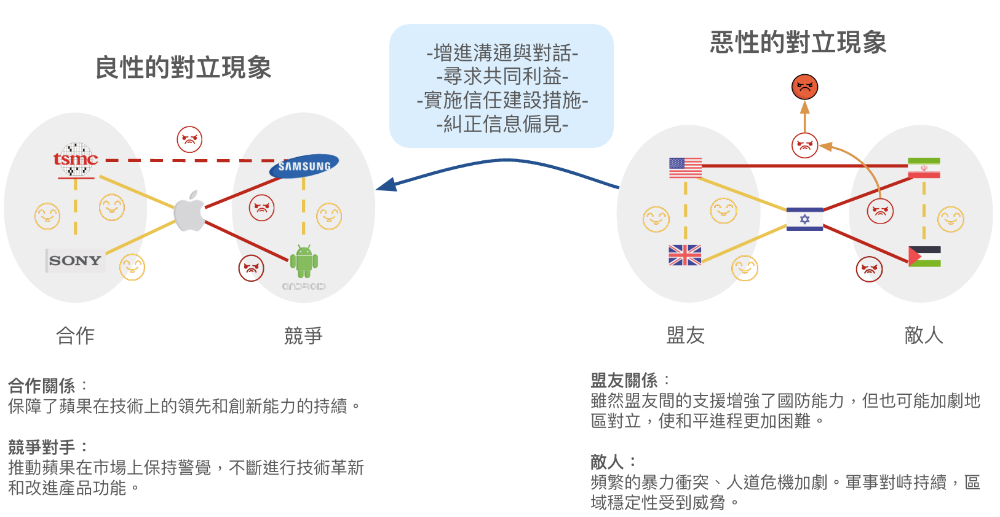 良性的對立現象
-增進溝通與對話-
-尋求共同利益-
-實施信任建設措施-
-糾正信息偏見-
惡性的對立現象
tsmc
SAMSUNG
SONY
ANDROID
合作
競爭
盟友
敵人
合作關係：
保障了蘋果在技術上的領先和創新能力的持續。
競爭對手：
推動蘋果在市場上保持警覺，不斷進行技術革新
和改進產品功能。
盟友關係：
雖然盟友間的支援增強了國防能力，但也可能加劇地
區對立，使和平進程更加困難。
敵人：
頻繁的暴力衝突、人道危機加劇。軍事對峙持續，區
域穩定性受到威脅。